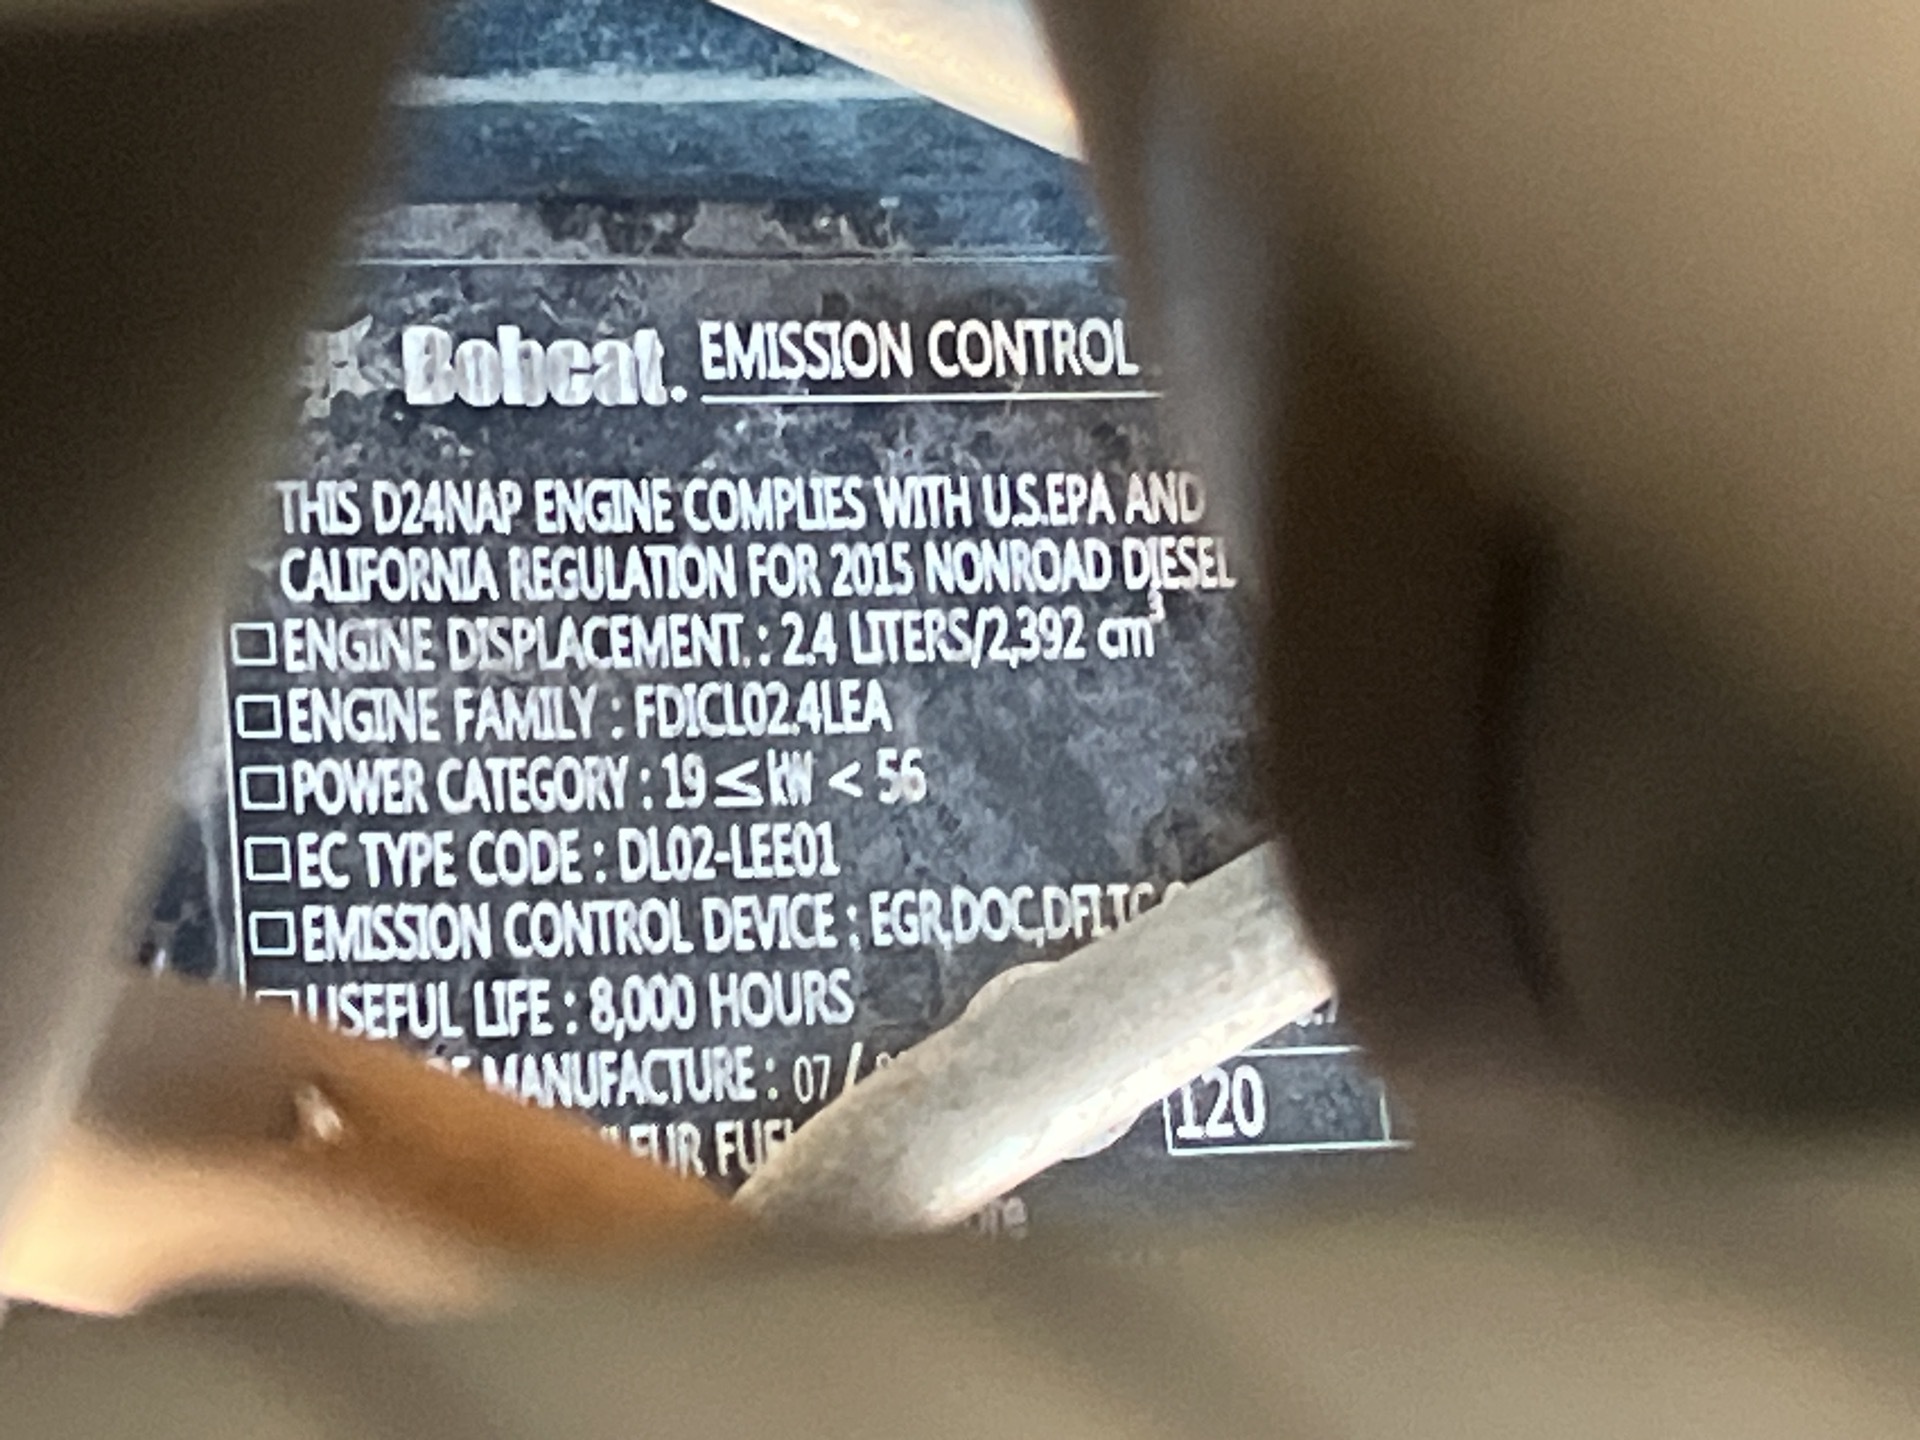 Bobcat. EMISSION CONTROL
THIS D24NAP ENGINE COMPLIES WITH U.S.EPA AND
CALIFORNIA REGULATION FOR 2015 NONROAD DIESEL
ENGINE DISPLACEMENT. : 2.4 LITERS/2,392 cm³
ENGINE FAMILY : FDICL02.4LEA
POWER CATEGORY : 19 ≤ kW < 56
EC TYPE CODE : DL02-LEE01
EMISSION CONTROL DEVICE : EGR,DOC,DFI,TC
USEFUL LIFE : 8,000 HOURS
MANUFACTURE : 07 /
FUEL
120